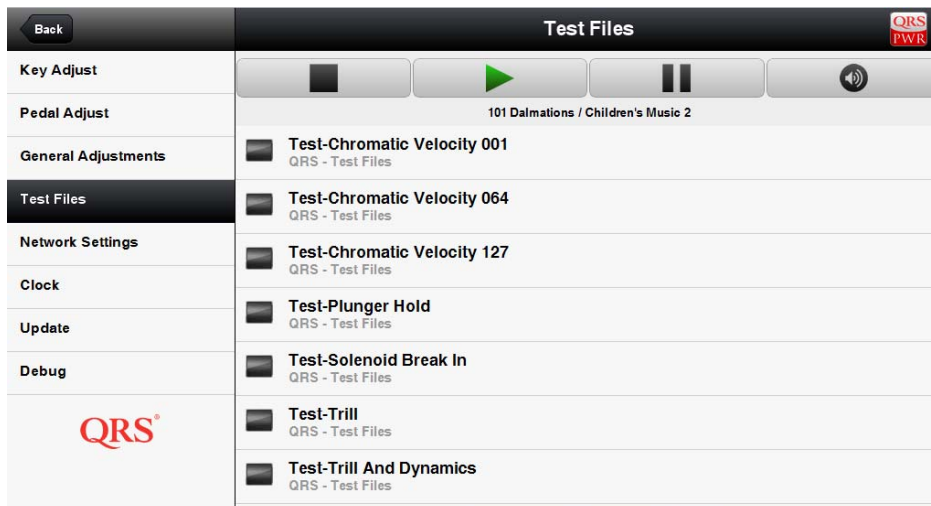 Back
Test Files
QRS
PWR
Key Adjust
Pedal Adjust
General Adjustments
Test Files
Network Settings
Clock
Update
Debug
QRS®
101 Dalmations / Children's Music 2
Test-Chromatic Velocity 001
QRS - Test Files
Test-Chromatic Velocity 064
QRS - Test Files
Test-Chromatic Velocity 127
QRS - Test Files
Test-Plunger Hold
QRS - Test Files
Test-Solenoid Break In
QRS - Test Files
Test-Trill
QRS - Test Files
Test-Trill And Dynamics
QRS - Test Files